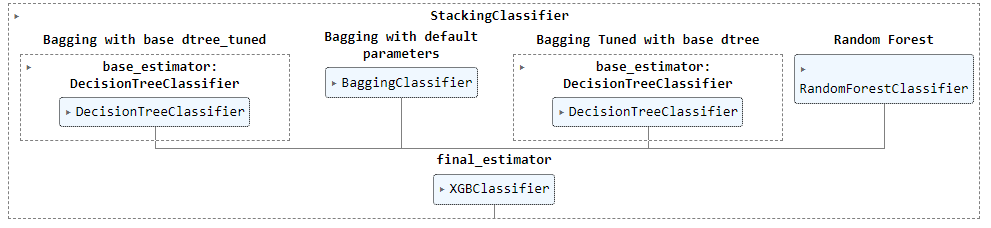 StackingClassifier
Bagging with base dtree_tuned
base_estimator:
DecisionTreeClassifier
DecisionTreeClassifier
Bagging with default
parameters
BaggingClassifier
Bagging Tuned with base dtree
base_estimator:
DecisionTreeClassifier
DecisionTreeClassifier
Random Forest
RandomForestClassifier
final_estimator
XGBClassifier